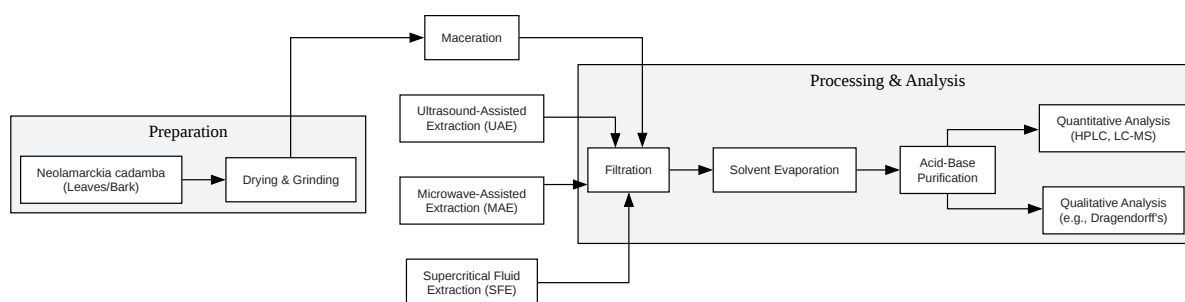 Maceration
Processing & Analysis
Ultrasound-Assisted
Extraction (UAE)
Quantitative Analysis
(HPLC, LC-MS)
Preparation
Neolamarckia cadamba
(Leaves/Bark)
Drying & Grinding
Filtration
Solvent Evaporation
Acid-Base
Purification
Microwave-Assisted
Extraction (MAE)
Qualitative Analysis
(e.g., Dragendorff's)
Supercritical Fluid
Extraction (SFE)